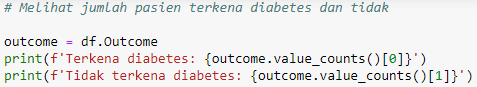 # Melihat jumlah pasien terkena diabetes dan tidak
outcome = df.Outcome
print(f'Terkena diabetes: {outcome.value_counts()[0]}')
print(f'Tidak terkena diabetes: {outcome.value_counts()[1]}')